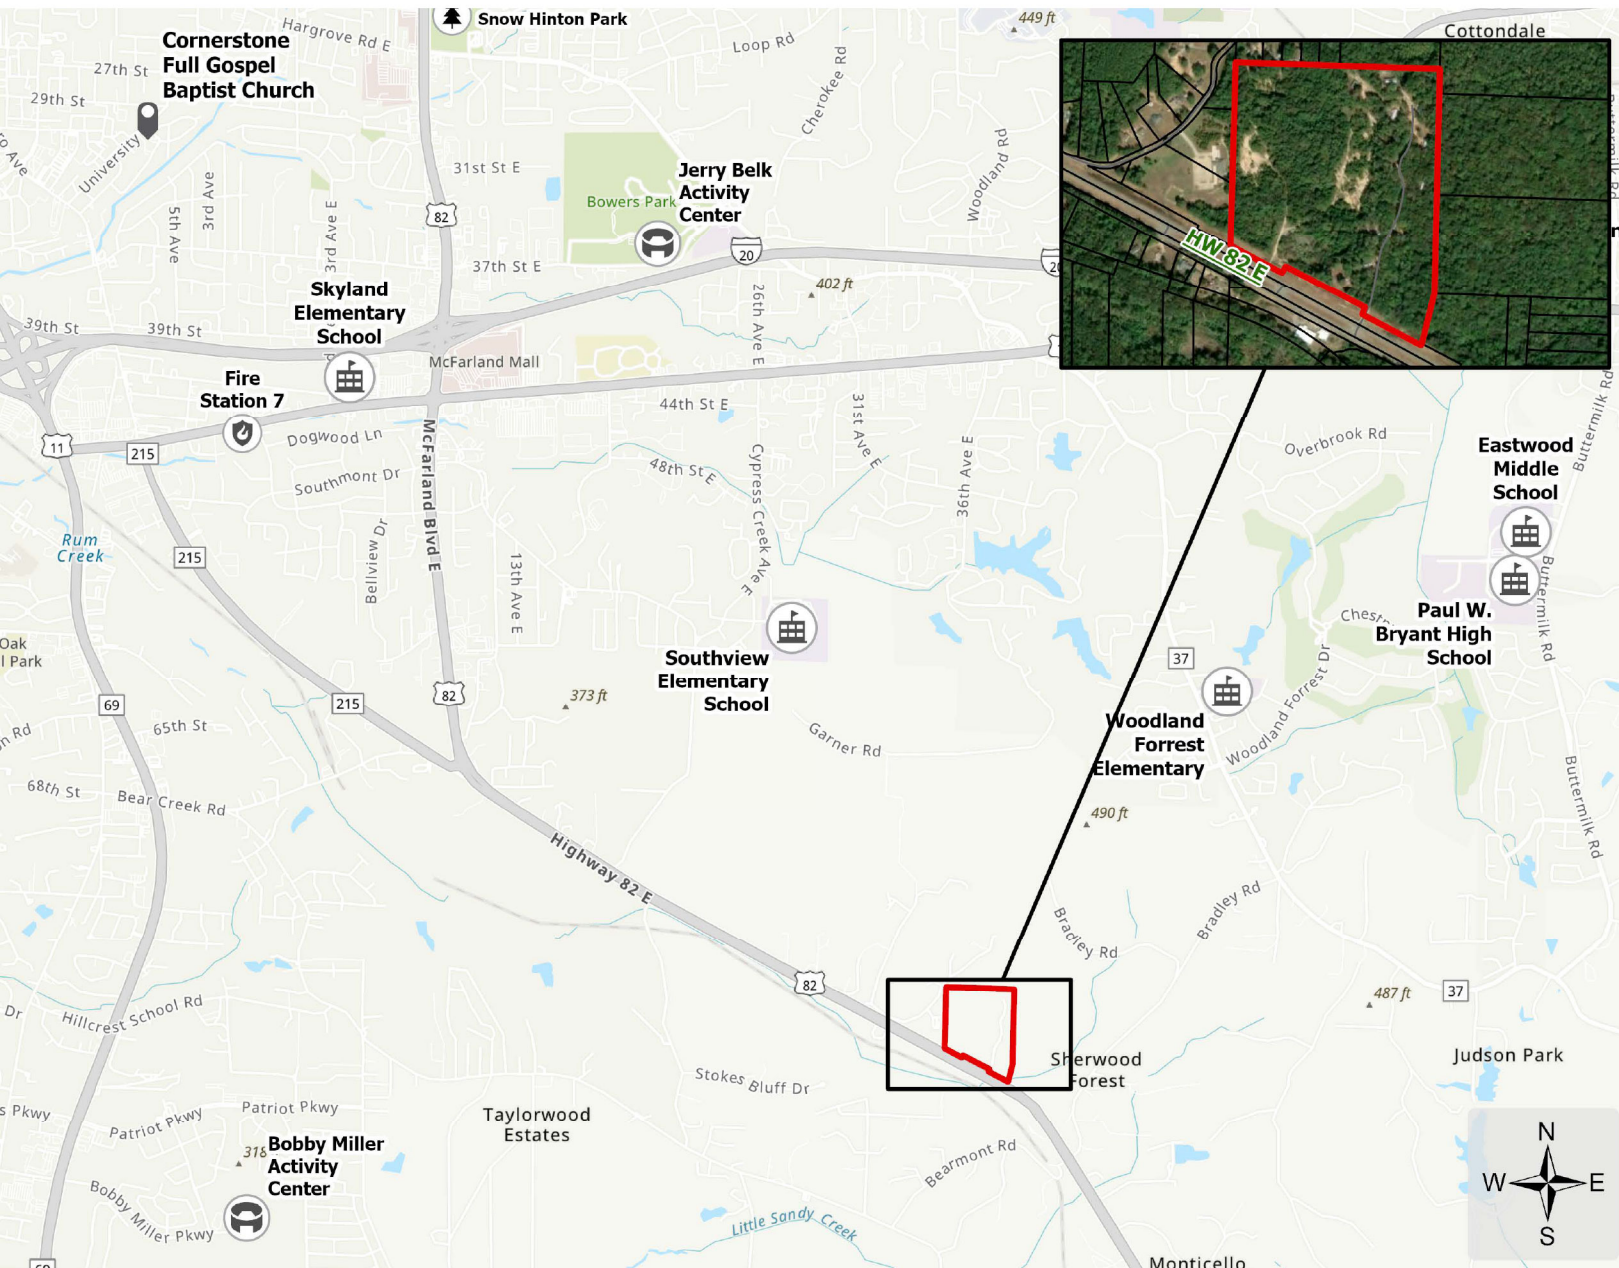 Snow Hinton Park
449 ft
Cottondale
Hargrove Rd E
Loop Rd
Cornerstone
Full Gospel
Baptist Church
27th St
29th St
Cherokee Rd
University
31st St E
Jerry Belk
Activity
Center
Bowers Park
Woodland Rd
5th Ave
3rd Ave
3rd Ave E
82
37th St E
20
20
402 ft
26th Ave E
HW 82 E
Skyland
Elementary
School
39th St
39th St
McFarland Mall
Fire
Station 7
44th St E
Dogwood Ln
11
215
McFarland Blvd E
Southmont Dr
48th St E
Cypress Creek Ave E
31st Ave E
36th Ave E
Overbrook Rd
Buttermilk Rd
Eastwood
Middle
School
Rum
Creek
215
Bellview Dr
13th Ave E
Buttermilk Rd
Paul W.
Bryant High
School
Southview
Elementary
School
37
Woodland Forrest Dr
Oak
l Park
69
215
82
373 ft
65th St
Garner Rd
Woodland
Forrest
Elementary
68th St
Bear Creek Rd
490 ft
Buttermilk Rd
Highway 82 E
Bradley Rd
Bradley Rd
82
487 ft
37
Dr
Hillcrest School Rd
Sherwood
Forest
Judson Park
Stokes Bluff Dr
s Pkwy
Patriot Pkwy
Patriot Pkwy
Taylorwood
Estates
318
Bobby Miller
Activity
Center
Bearmont Rd
Bobby Miller Pkwy
Little Sandy Creek
Monticello
N
W
E
S